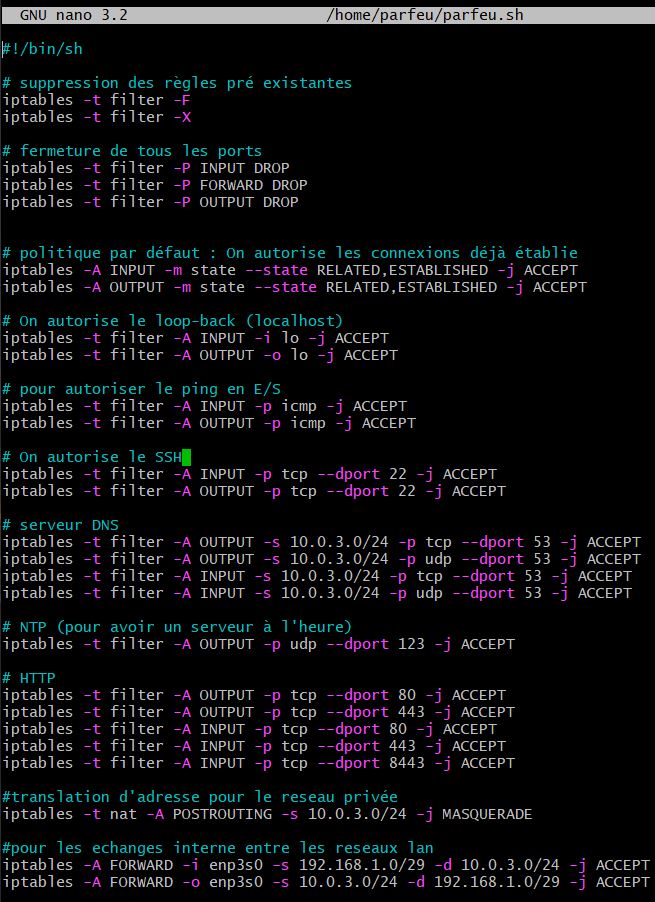 GNU nano 3.2 /home/parfeu/parfeu.sh
#!/bin/sh
# suppression des règles pré existantes
iptables -t filter -F
iptables -t filter -X
# fermeture de tous les ports
iptables -t filter -P INPUT DROP
iptables -t filter -P FORWARD DROP
iptables -t filter -P OUTPUT DROP
# politique par défaut : On autorise les connexions déjà établie
iptables -A INPUT -m state --state RELATED,ESTABLISHED -j ACCEPT
iptables -A OUTPUT -m state --state RELATED,ESTABLISHED -j ACCEPT
# On autorise le loop-back (localhost)
iptables -t filter -A INPUT -i lo -j ACCEPT
iptables -t filter -A OUTPUT -o lo -j ACCEPT
# pour autoriser le ping en E/S
iptables -t filter -A INPUT -p icmp -j ACCEPT
iptables -t filter -A OUTPUT -p icmp -j ACCEPT
# On autorise le SSH
iptables -t filter -A INPUT -p tcp --dport 22 -j ACCEPT
iptables -t filter -A OUTPUT -p tcp --dport 22 -j ACCEPT
# serveur DNS
iptables -t filter -A OUTPUT -s 10.0.3.0/24 -p tcp --dport 53 -j ACCEPT
iptables -t filter -A OUTPUT -s 10.0.3.0/24 -p udp --dport 53 -j ACCEPT
iptables -t filter -A INPUT -s 10.0.3.0/24 -p tcp --dport 53 -j ACCEPT
iptables -t filter -A INPUT -s 10.0.3.0/24 -p udp --dport 53 -j ACCEPT
# NTP (pour avoir un serveur à l'heure)
iptables -t filter -A OUTPUT -p udp --dport 123 -j ACCEPT
# HTTP
iptables -t filter -A OUTPUT -p tcp --dport 80 -j ACCEPT
iptables -t filter -A OUTPUT -p tcp --dport 443 -j ACCEPT
iptables -t filter -A INPUT -p tcp --dport 80 -j ACCEPT
iptables -t filter -A INPUT -p tcp --dport 443 -j ACCEPT
iptables -t filter -A INPUT -p tcp --dport 8443 -j ACCEPT
#translation d'adresse pour le reseau privée
iptables -t nat -A POSTROUTING -s 10.0.3.0/24 -j MASQUERADE
#pour les echanges interne entre les reseaux lan
iptables -A FORWARD -i enp3s0 -s 192.168.1.0/29 -d 10.0.3.0/24 -j ACCEPT
iptables -A FORWARD -o enp3s0 -s 10.0.3.0/24 -d 192.168.1.0/29 -j ACCEPT